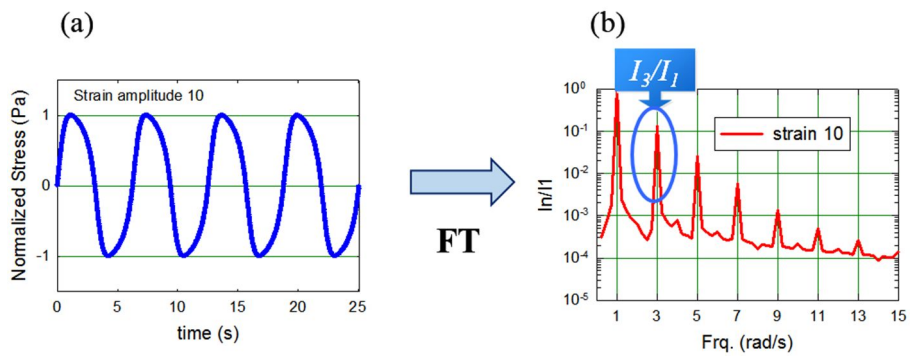 (a)
Strain amplitude 10
Normalized Stress (Pa)
1
0
-1
0 5 10 15 20 25
time (s)
FT
(b)
I3/I1
strain 10
In/I1
10^0
10^-1
10^-2
10^-3
10^-4
10^-5
1 3 5 7 9 11 13 15
Frq. (rad/s)